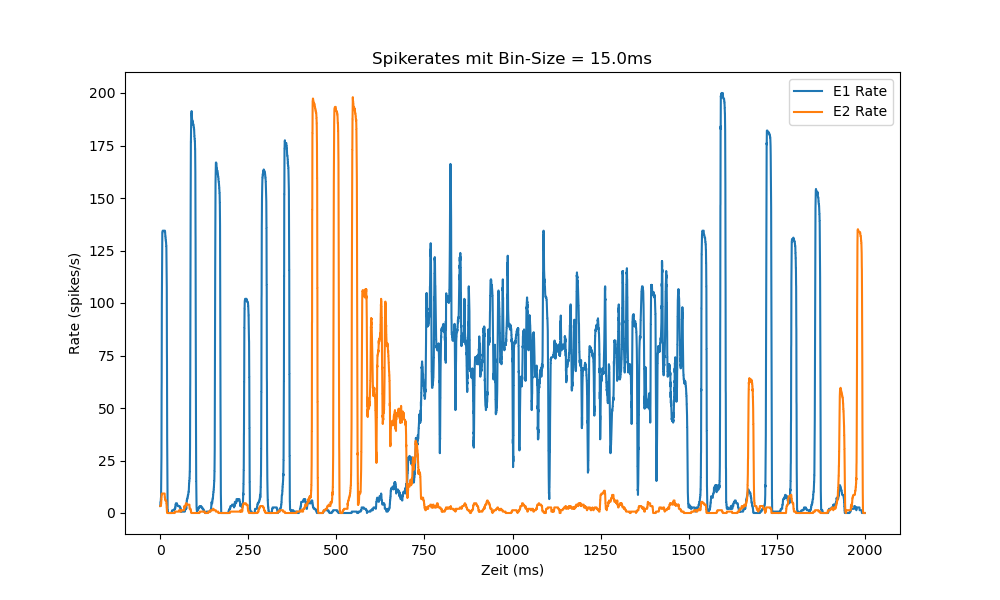 Spikerates mit Bin-Size = 15.0ms
E1 Rate
E2 Rate
Rate (spikes/s)
200
175
150
125
100
75
50
25
0
0 250 500 750 1000 1250 1500 1750 2000
Zeit (ms)